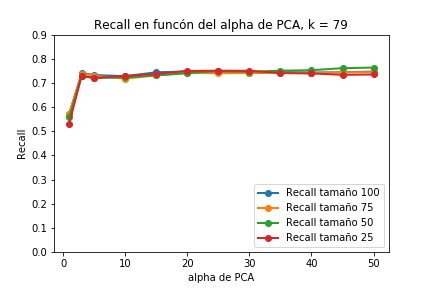 Recall en funcón del alpha de PCA, k = 79
0.9
0.8
0.7
0.6
0.5
0.4
0.3
0.2
0.1
0.0
Recall
Recall tamaño 100
Recall tamaño 75
Recall tamaño 50
Recall tamaño 25
0 10 20 30 40 50
alpha de PCA